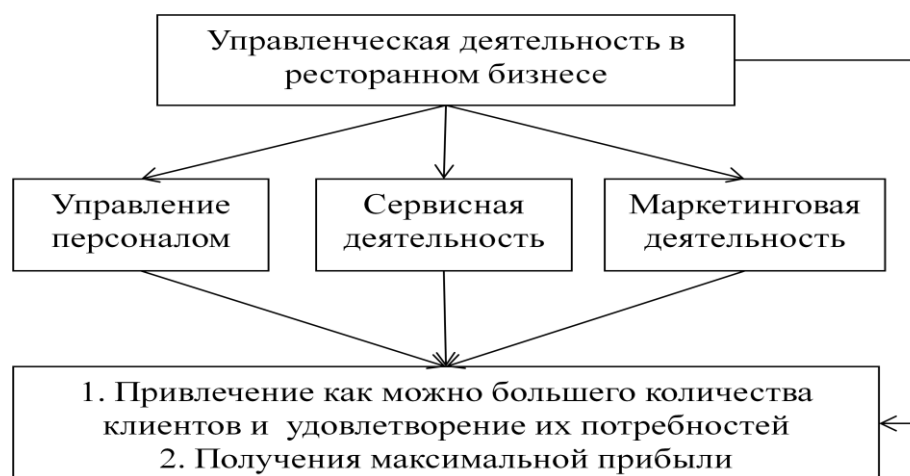 Управленческая деятельность в
ресторанном бизнесе
Управление
персоналом
Сервисная
деятельность
Маркетинговая
деятельность
1. Привлечение как можно большего количества
клиентов и удовлетворение их потребностей
2. Получения максимальной прибыли